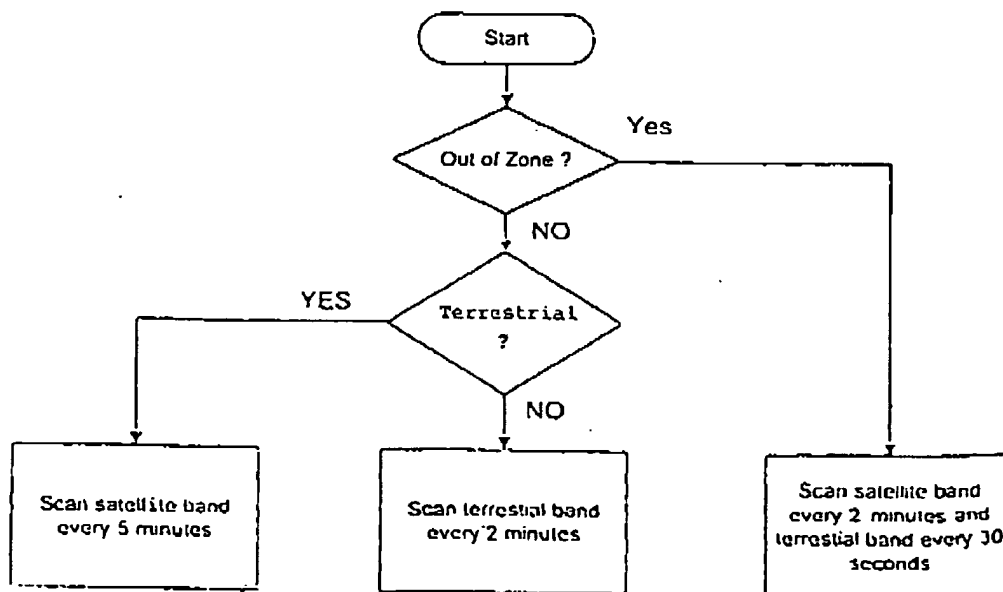 Start
Out of Zone ?
Yes
NO
YES
Terrestrial
?
NO
Scan satellite band
every 5 minutes
Scan terrestial band
every 2 minutes
Scan satellite band
every 2 minutes and
terrestial band every 30
seconds